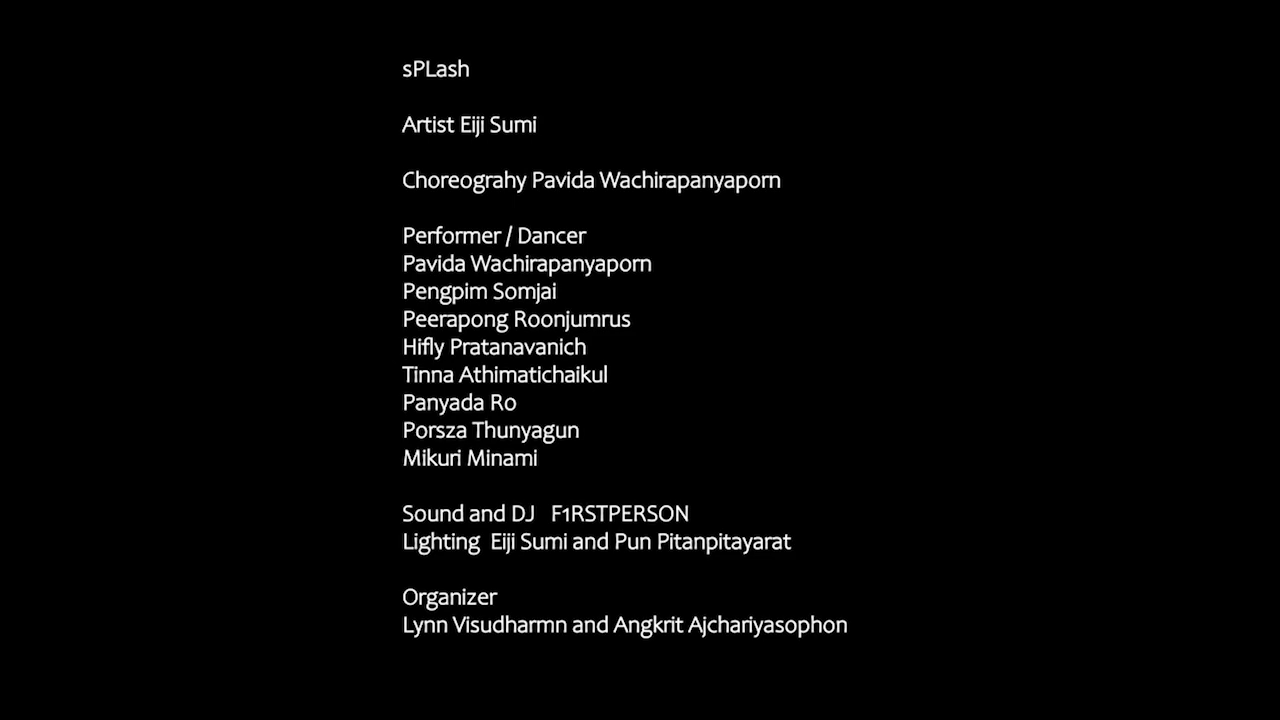 sPLash
Artist Eiji Sumi
Choreograhy Pavida Wachirapanyaporn
Performer / Dancer
Pavida Wachirapanyaporn
Pengpim Somjai
Peerapong Roonjumrus
Hifly Pratanavanich
Tinna Athimatichaikul
Panyada Ro
Porsza Thunyagun
Mikuri Minami
Sound and DJ   F1RSTPERSON
Lighting  Eiji Sumi and Pun Pitanpitayarat
Organizer
Lynn Visudharmn and Angkrit Ajchariyasophon